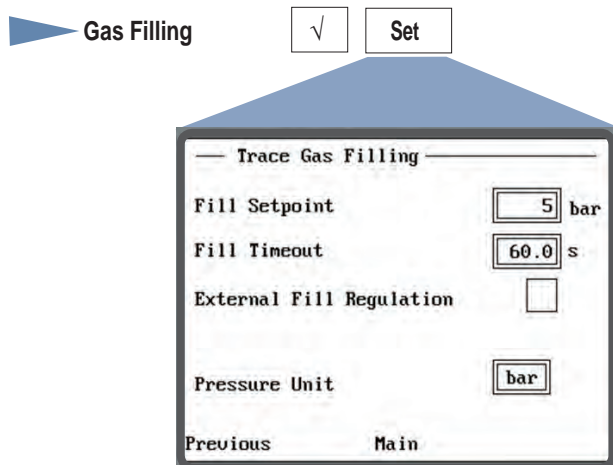 Gas Filling √ Set
Trace Gas Filling
Fill Setpoint 5 bar
Fill Timeout 60.0 s
External Fill Regulation
Pressure Unit bar
Previous Main